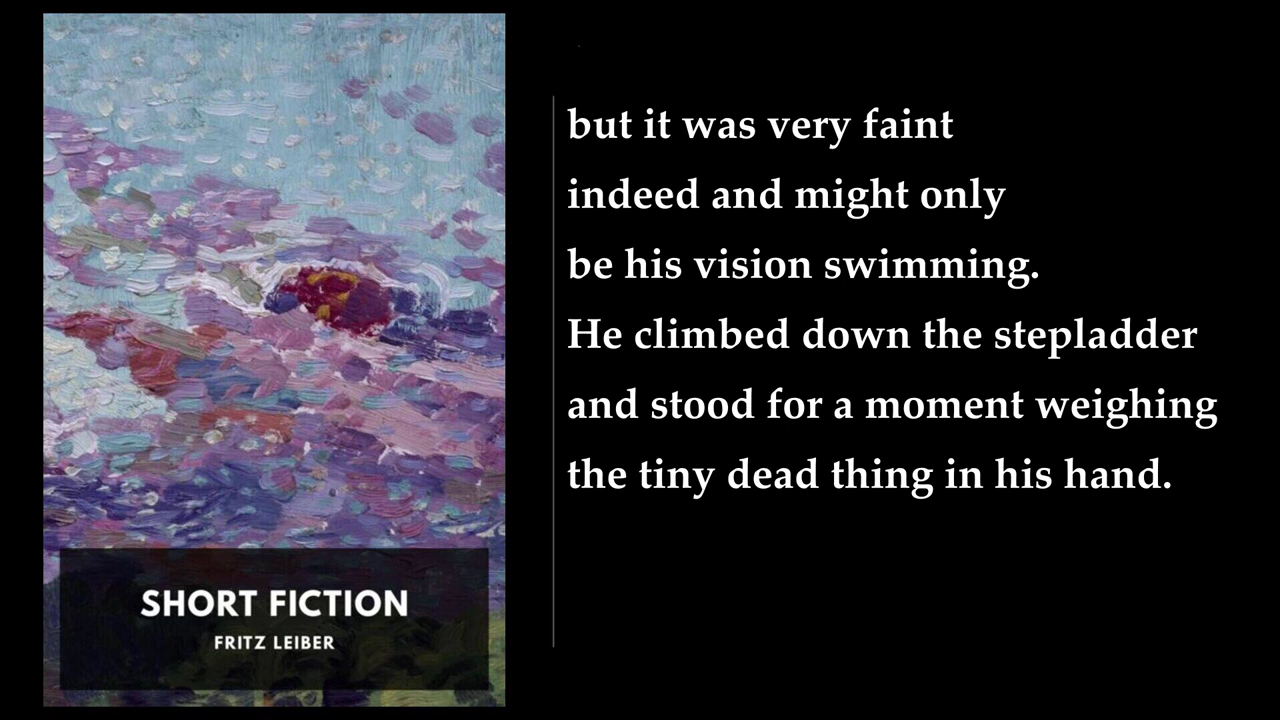 SHORT FICTION
FRITZ LEIBER
but it was very faint
indeed and might only
be his vision swimming.
He climbed down the stepladder
and stood for a moment weighing
the tiny dead thing in his hand.